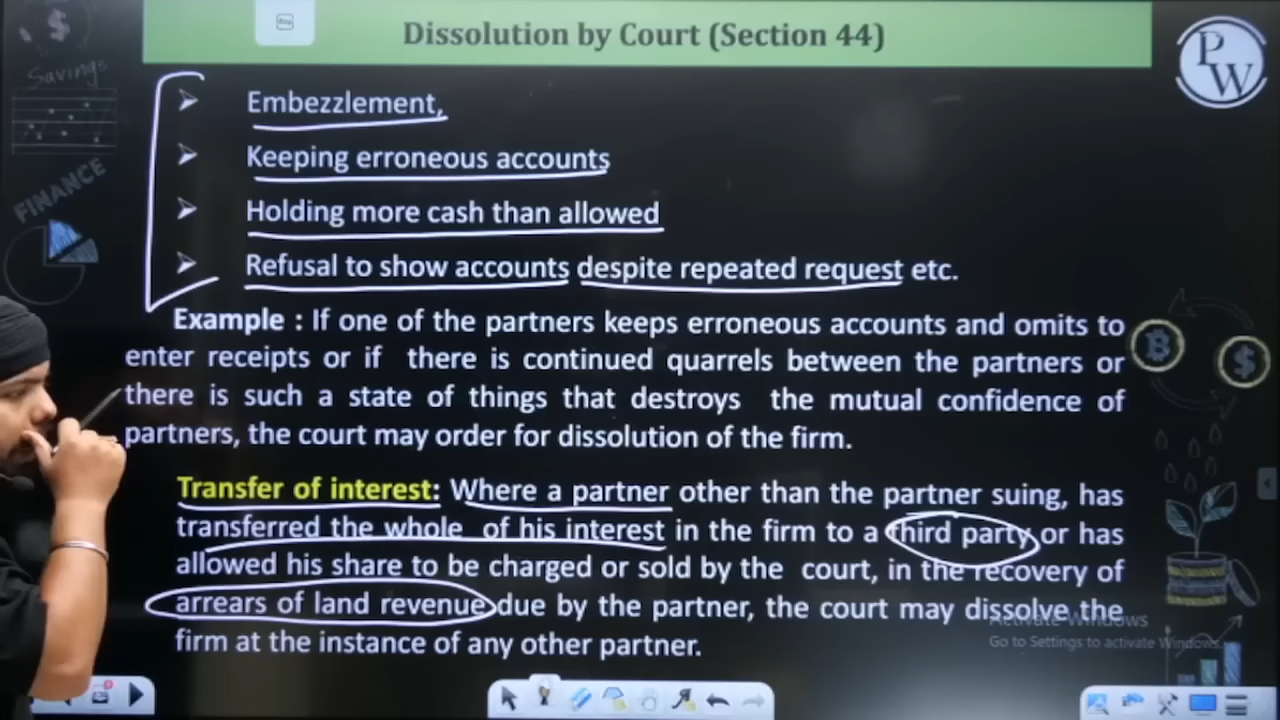 Dissolution by Court (Section 44)
Savings
FINANCE
P
W
➢ Embezzlement,
➢ Keeping erroneous accounts
➢ Holding more cash than allowed
➢ Refusal to show accounts despite repeated request etc.
Example : If one of the partners keeps erroneous accounts and omits to
enter receipts or if there is continued quarrels between the partners or
there is such a state of things that destroys the mutual confidence of
partners, the court may order for dissolution of the firm.
Transfer of interest: Where a partner other than the partner suing, has
transferred the whole of his interest in the firm to a third party or has
allowed his share to be charged or sold by the court, in the recovery of
arrears of land revenue due by the partner, the court may dissolve the
firm at the instance of any other partner.
Activate Windows
Go to Settings to activate Windows.